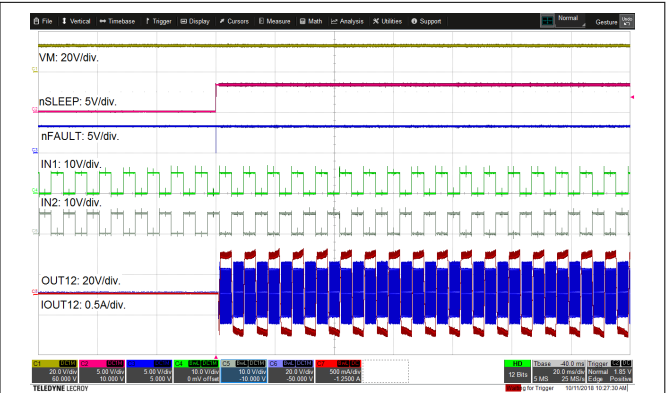 File Vertical Timebase Trigger Display Cursors Measure Math Analysis Utilities Support Normal Gesture Undo
VM: 20V/div.
nSLEEP: 5V/div.
nFAULT: 5V/div.
IN1: 10V/div.
IN2: 10V/div.
OUT12: 20V/div.
IOUT12: 0.5A/div.
C1 C2 C4 C5 C6 HD Tbase -40.0 ms Trigger
20.0 V/div 5.00 V/div 5.00 V/div 10.0 V/div 10.0 V/div 20.0 V/div 500 mA/div 12 Bits 20.0 ms/div Normal 1.85 V
60.000 V 10.000 V 5.000 V 0 mV offset -10.000 V -50.000 V -1.2500 A 5 MS 25 MS/s Edge Positive
TELEDYNE LECROY for Trigger 10/11/2018 10:27:30 AM